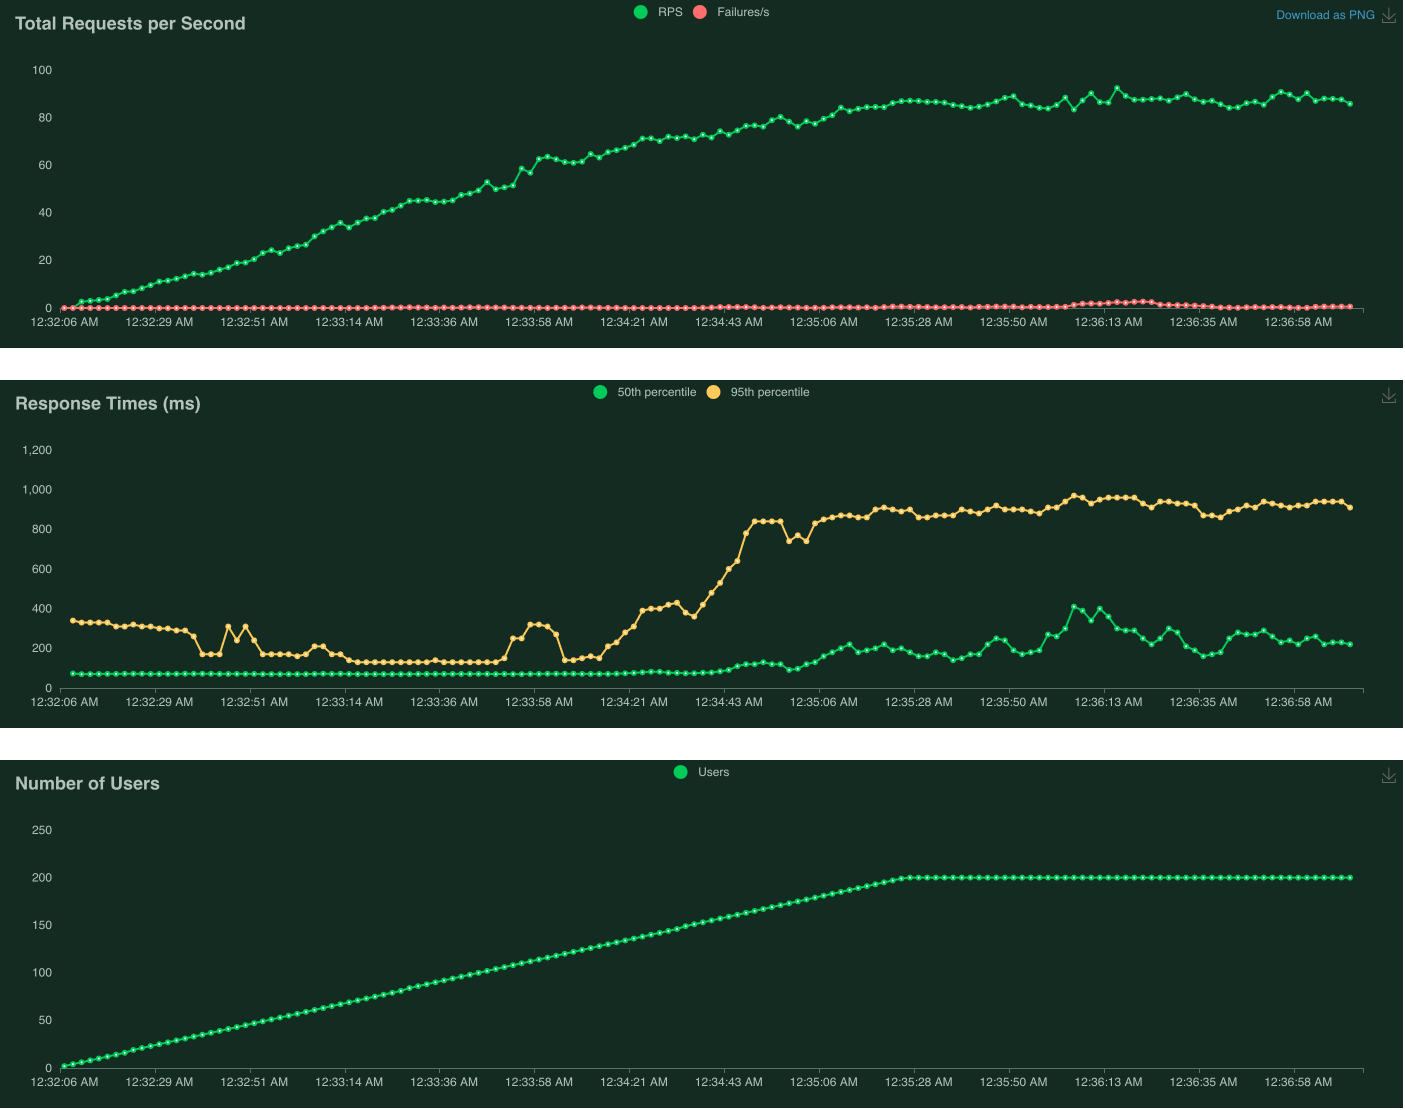 Total Requests per Second
RPS Failures/s
Download as PNG
100
80
60
40
20
0
12:32:06 AM 12:32:29 AM 12:32:51 AM 12:33:14 AM 12:33:36 AM 12:33:58 AM 12:34:21 AM 12:34:43 AM 12:35:06 AM 12:35:28 AM 12:35:50 AM 12:36:13 AM 12:36:35 AM 12:36:58 AM
Response Times (ms)
50th percentile 95th percentile
1,200
1,000
800
600
400
200
0
12:32:06 AM 12:32:29 AM 12:32:51 AM 12:33:14 AM 12:33:36 AM 12:33:58 AM 12:34:21 AM 12:34:43 AM 12:35:06 AM 12:35:28 AM 12:35:50 AM 12:36:13 AM 12:36:35 AM 12:36:58 AM
Number of Users
Users
250
200
150
100
50
0
12:32:06 AM 12:32:29 AM 12:32:51 AM 12:33:14 AM 12:33:36 AM 12:33:58 AM 12:34:21 AM 12:34:43 AM 12:35:06 AM 12:35:28 AM 12:35:50 AM 12:36:13 AM 12:36:35 AM 12:36:58 AM